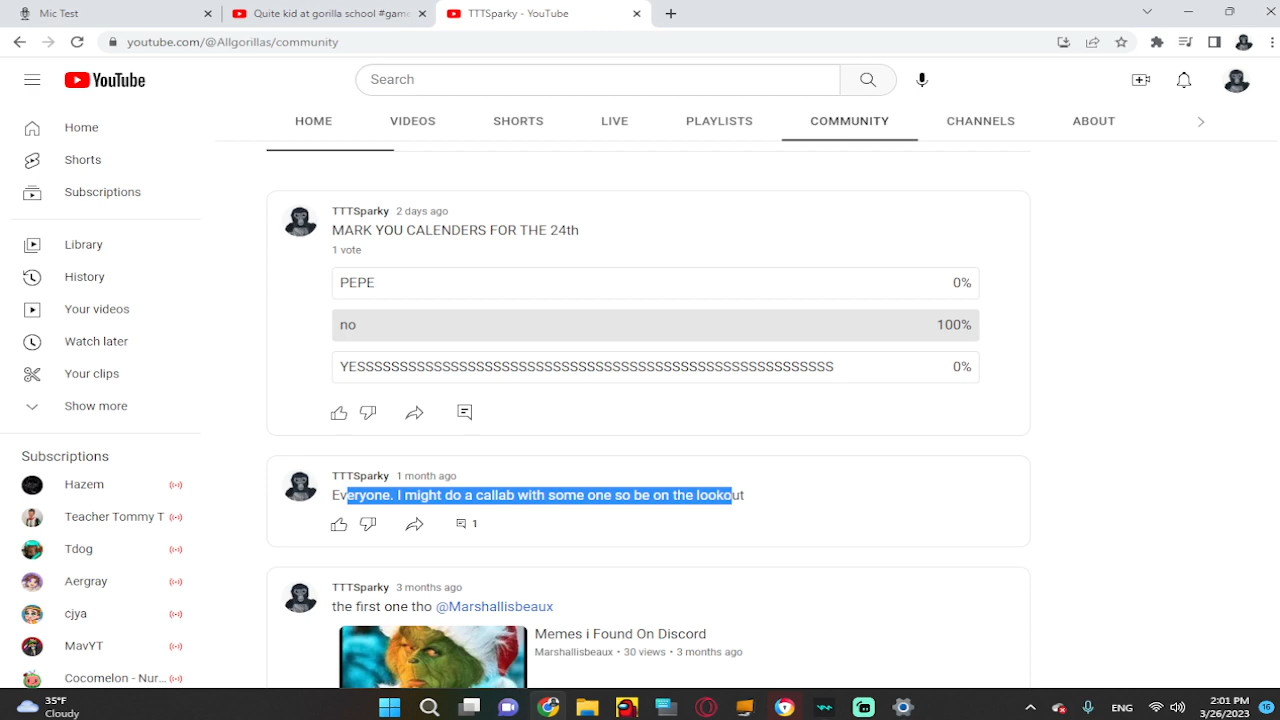 Mic Test
Quite kid at gorilla school #game
TTTSparky - YouTube
youtube.com/@Allgorillas/community
YouTube
Search
HOME VIDEOS SHORTS LIVE PLAYLISTS COMMUNITY CHANNELS ABOUT
Home
Shorts
Subscriptions
Library
History
Your videos
Watch later
Your clips
Show more
Subscriptions
Hazem
Teacher Tommy T
Tdog
Aergray
cjya
MavYT
Cocomelon - Nur...
TTTSparky 2 days ago
MARK YOU CALENDERS FOR THE 24th
1 vote
PEPE 0%
no 100%
YESSSSSSSSSSSSSSSSSSSSSSSSSSSSSSSSSSSSSSSSSSSSSSSSSSSSSSSS 0%
TTTSparky 1 month ago
Everyone. I might do a callab with some one so be on the lookout
1
TTTSparky 3 months ago
the first one tho @Marshallisbeaux
Memes i Found On Discord
Marshallisbeaux • 30 views • 3 months ago
35°F
Cloudy
ENG
2:01 PM
3/26/2023
16